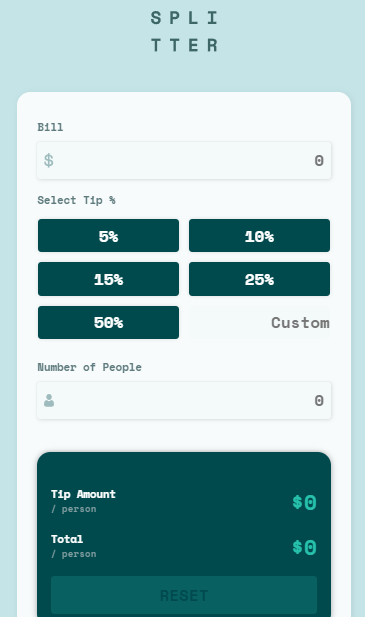 SPLI
TTER
Bill
$ 0
Select Tip %
5% 10%
15% 25%
50% Custom
Number of People
0
Tip Amount
/ person
$0
Total
/ person
$0
RESET